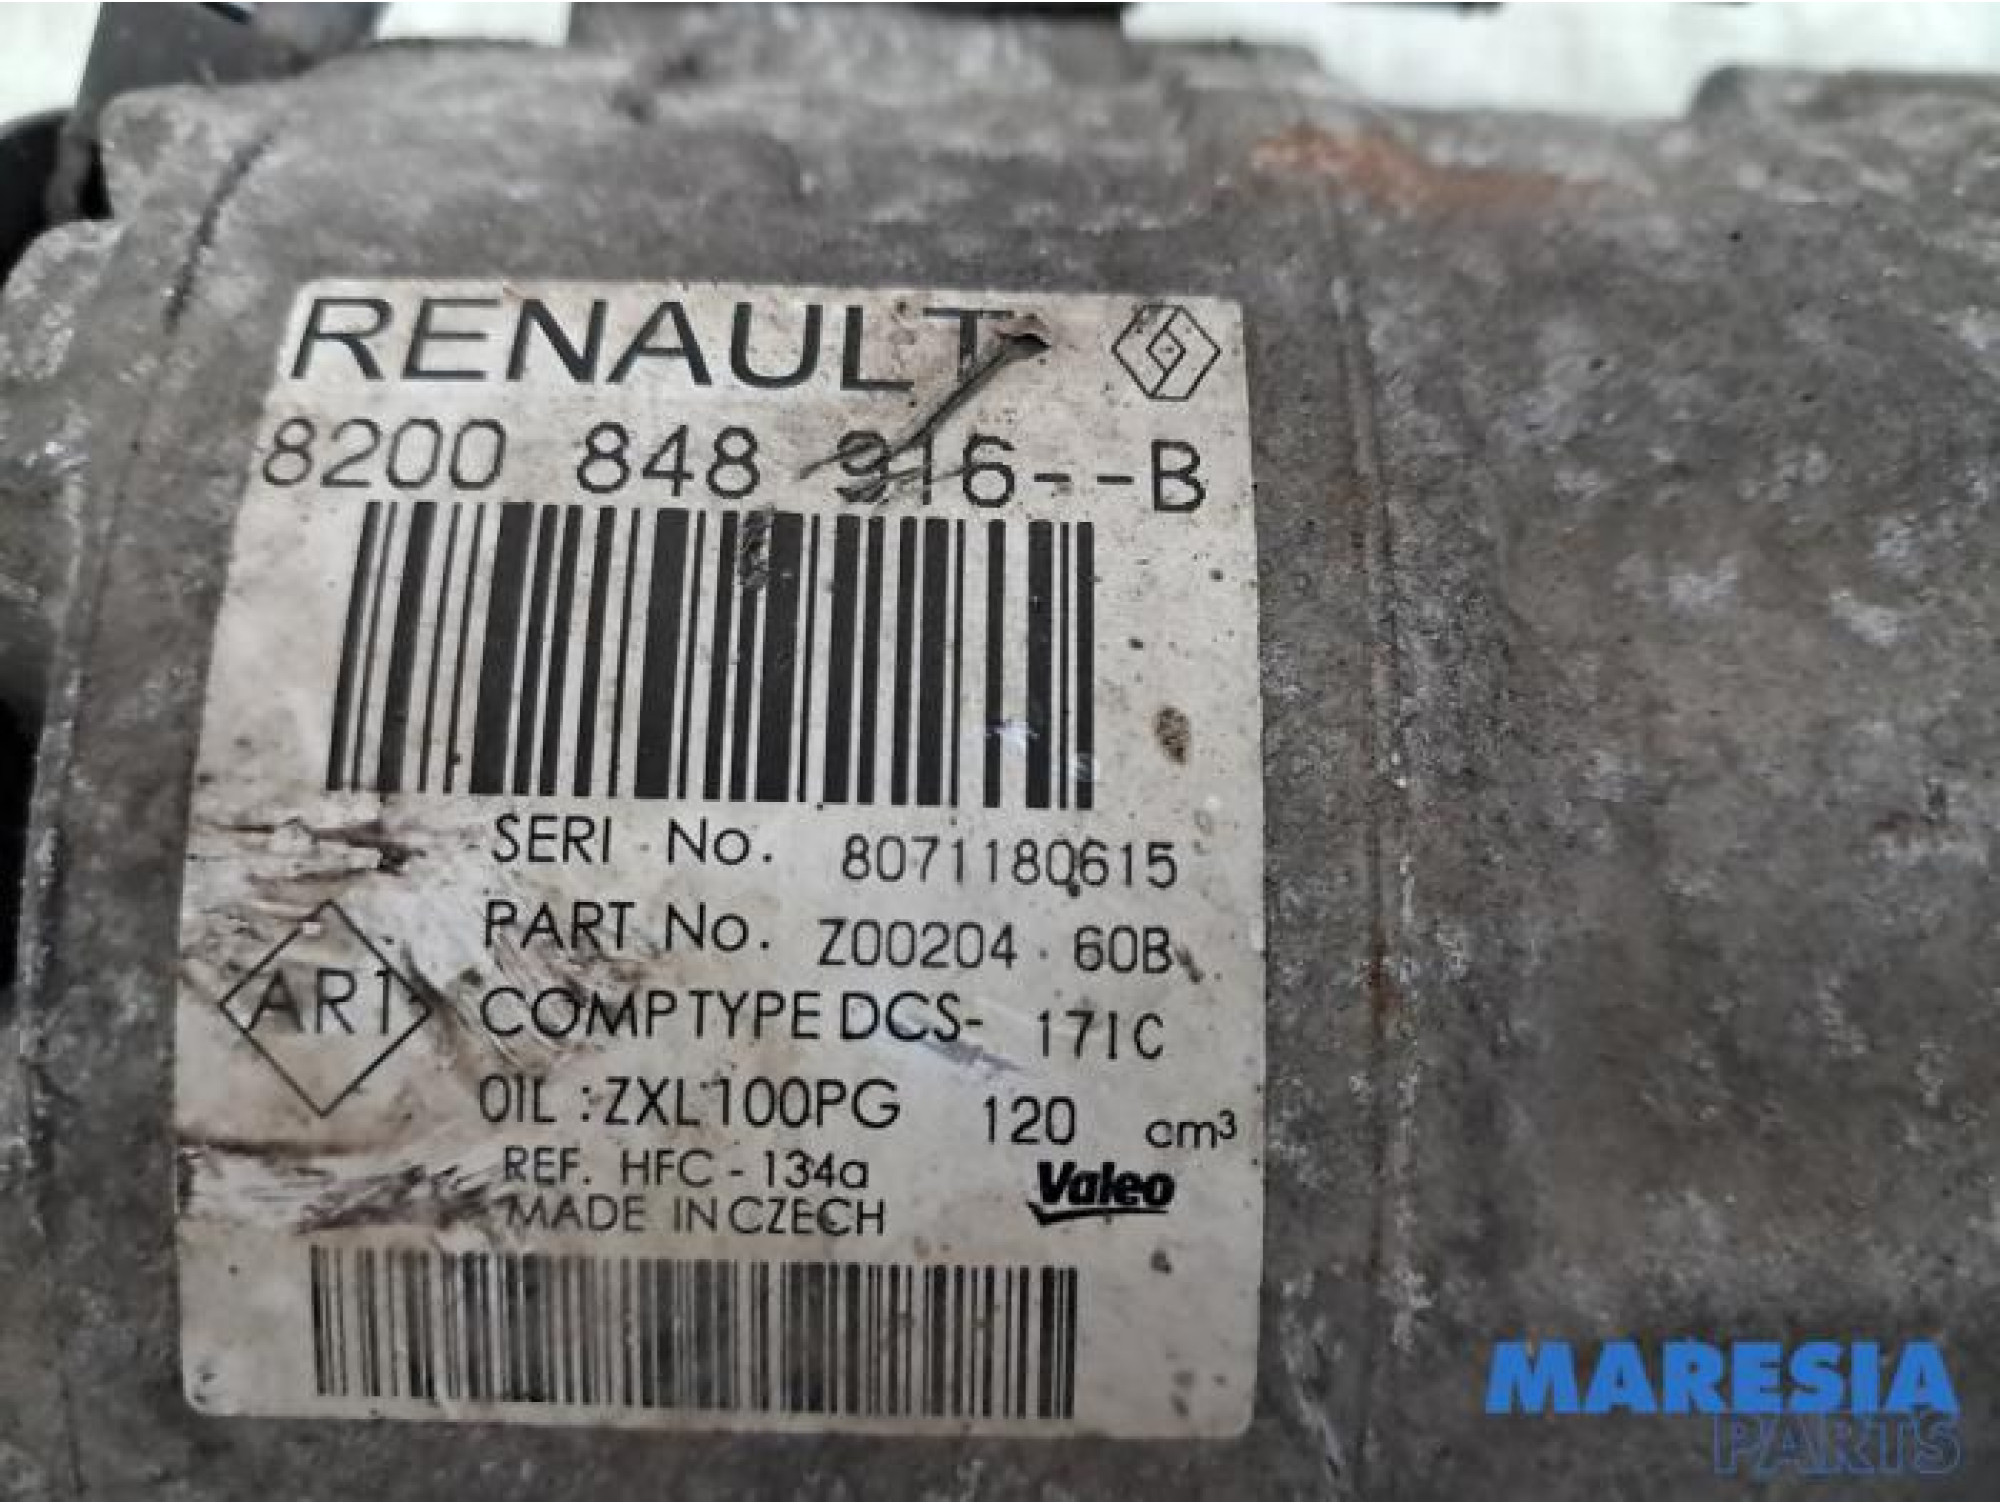 RENAULT
8200 848 916--B
SERI No. 8071180615
PART No. Z00204 60B
AR1
COMP TYPE DCS- 17IC
OIL :ZXL100PG 120 cm³
REF. HFC - 134a
MADE IN CZECH
Valeo
MARESIA
PARTS